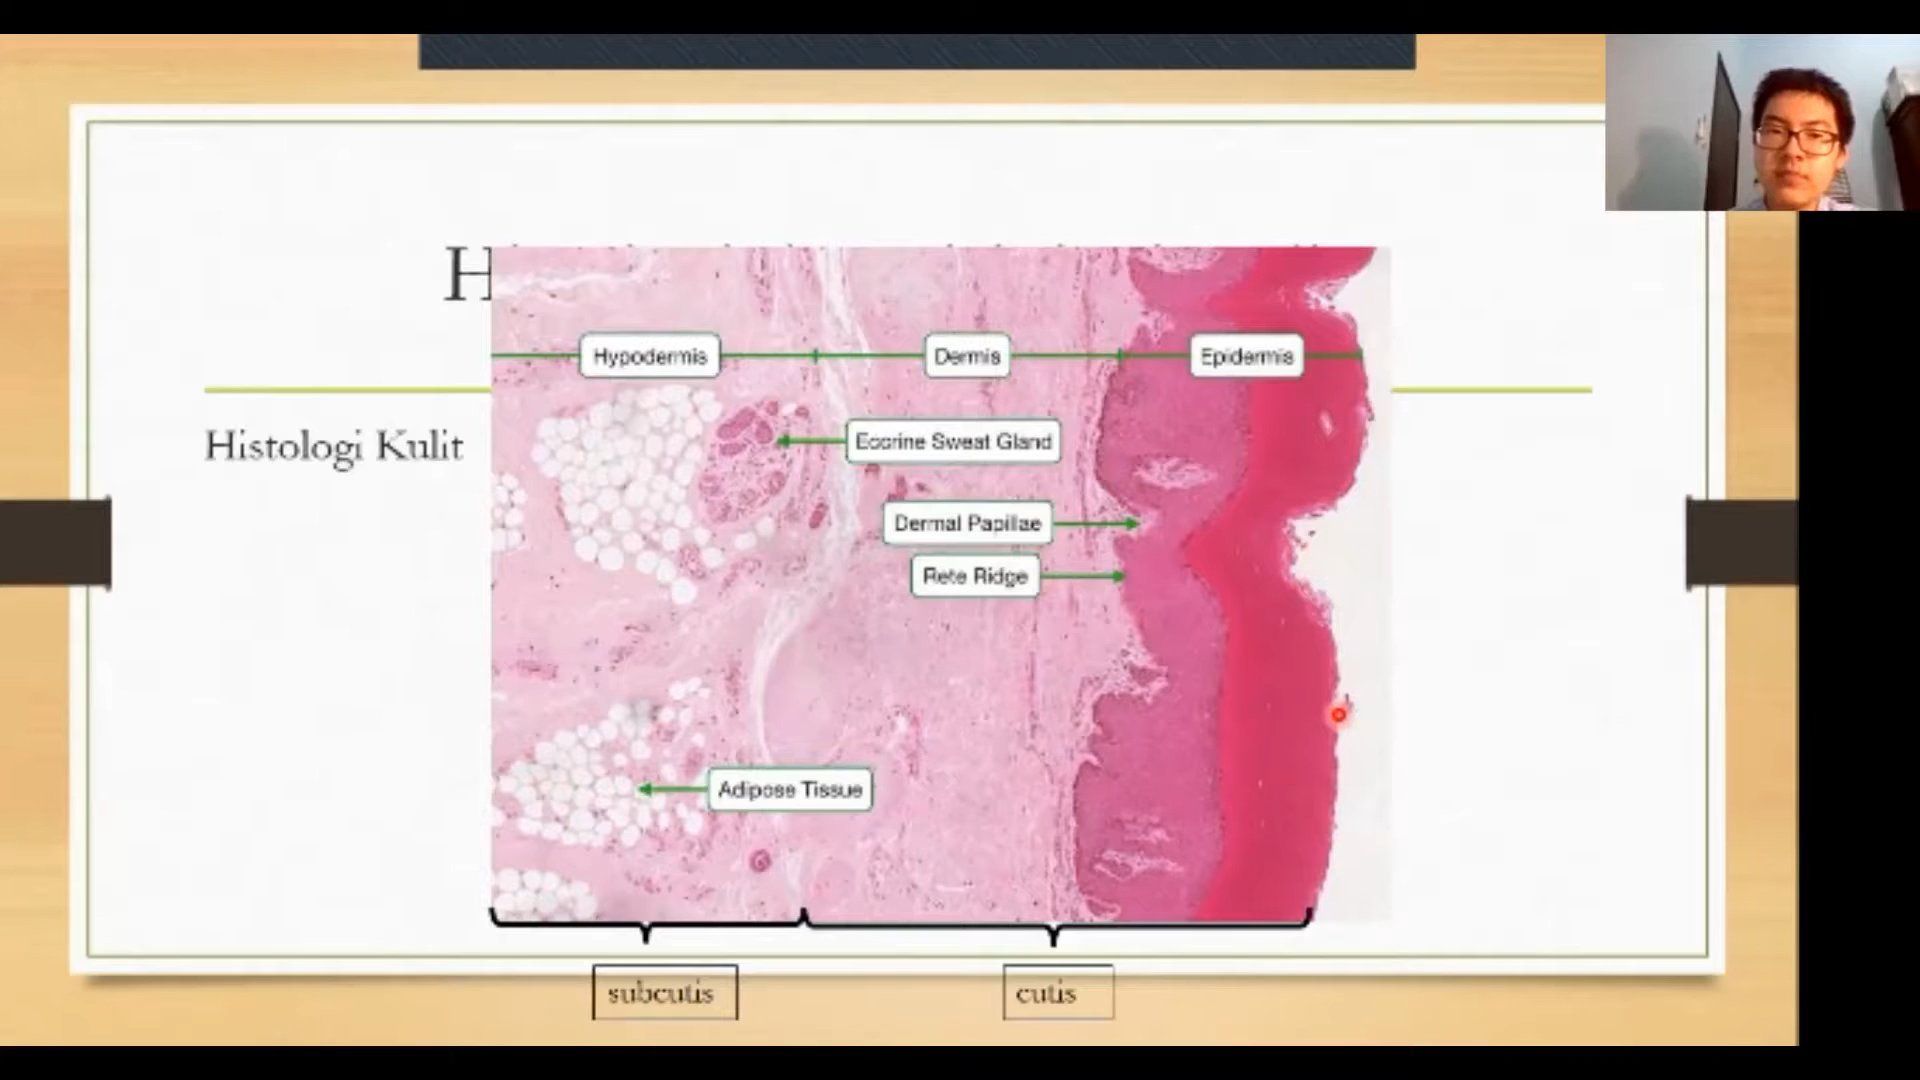 Histologi Kulit
Hypodermis
Dermis
Epidermis
Eccrine Sweat Gland
Dermal Papillae
Rete Ridge
Adipose Tissue
subcutis
cutis